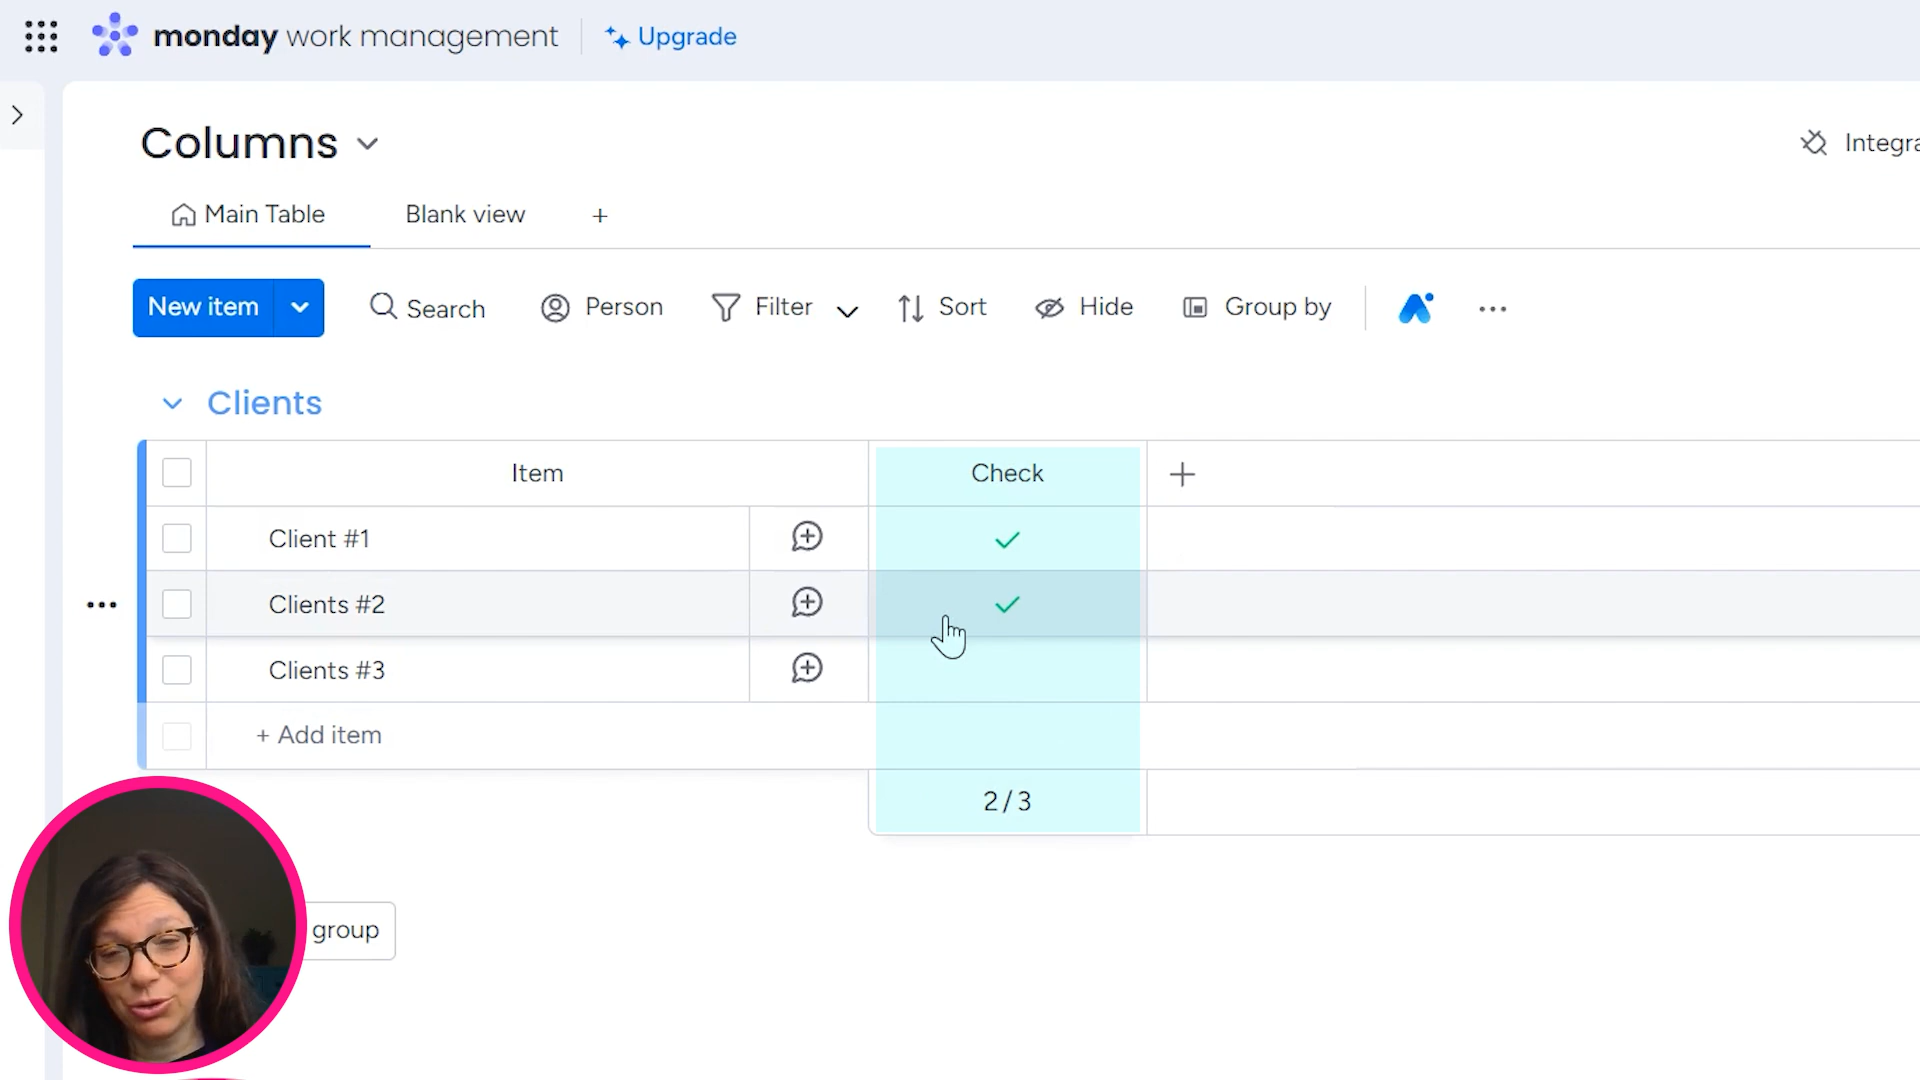 monday work management
Upgrade
Columns
Integra
Main Table
Blank view
+
New item
Search
Person
Filter
Sort
Hide
Group by
Clients
Item
Check
+
Client #1
Clients #2
Clients #3
+ Add item
2 / 3
group